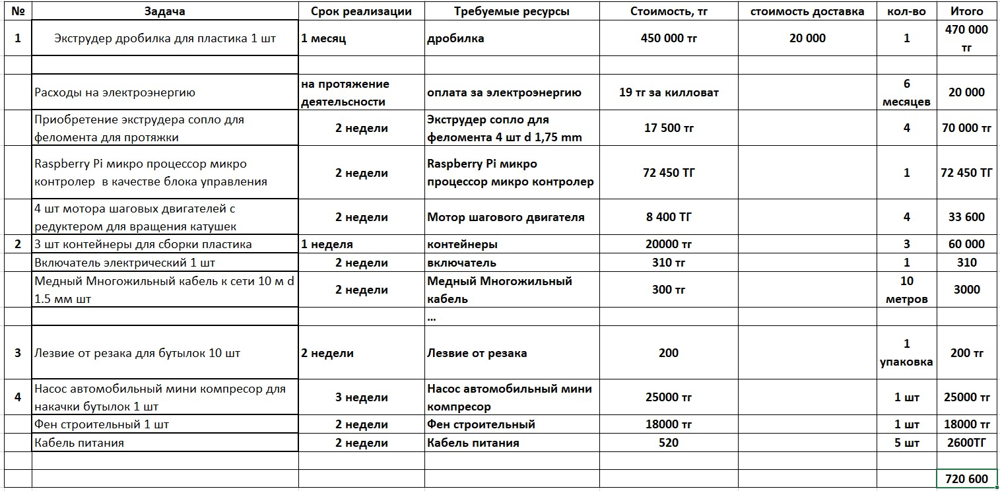 № Задача Срок реализации Требуемые ресурсы Стоимость, тг стоимость доставка кол-во Итого
1 Экструдер дробилка для пластика 1 шт 1 месяц дробилка 450 000 тг 20 000 1 470 000
тг
Расходы на электроэнергию на протяжение оплата за электроэнергию 19 тг за килловат 6 20 000
деятельсности месяцев
Приобретение экструдера сопло для 2 недели Экструдер сопло для 17 500 тг 4 70 000 тг
феломента для протяжки феломента 4 шт d 1,75 mm
Raspberry Pi микро процессор микро 2 недели Raspberry Pi микро 72 450 ТГ 1 72 450 ТГ
контролер в качестве блока управления процессор микро контролер
4 шт мотора шаговых двигателей с 2 недели Мотор шагового двигателя 8 400 ТГ 4 33 600
редуктером для вращения катушек
2 3 шт контейнеры для сборки пластика 1 неделя контейнеры 20000 тг 3 60 000
Включатель электрический 1 шт 2 недели включатель 310 тг 1 310
Медный Многожильный кабель к сети 10 м d 2 недели Медный Многожильный 300 тг 10 3000
1.5 мм шт кабель метров
...
3 Лезвие от резака для бутылок 10 шт 2 недели Лезвие от резака 200 1 200 тг
упаковка
4 Насос автомобильный мини компресор для 3 недели Насос автомобильный мини 25000 тг 1 шт 25000 тг
накачки бутылок 1 шт компресор
Фен строительный 1 шт 2 недели Фен строительный 18000 тг 1 шт 18000 тг
Кабель питания 2 недели Кабель питания 520 5 шт 2600ТГ
720 600